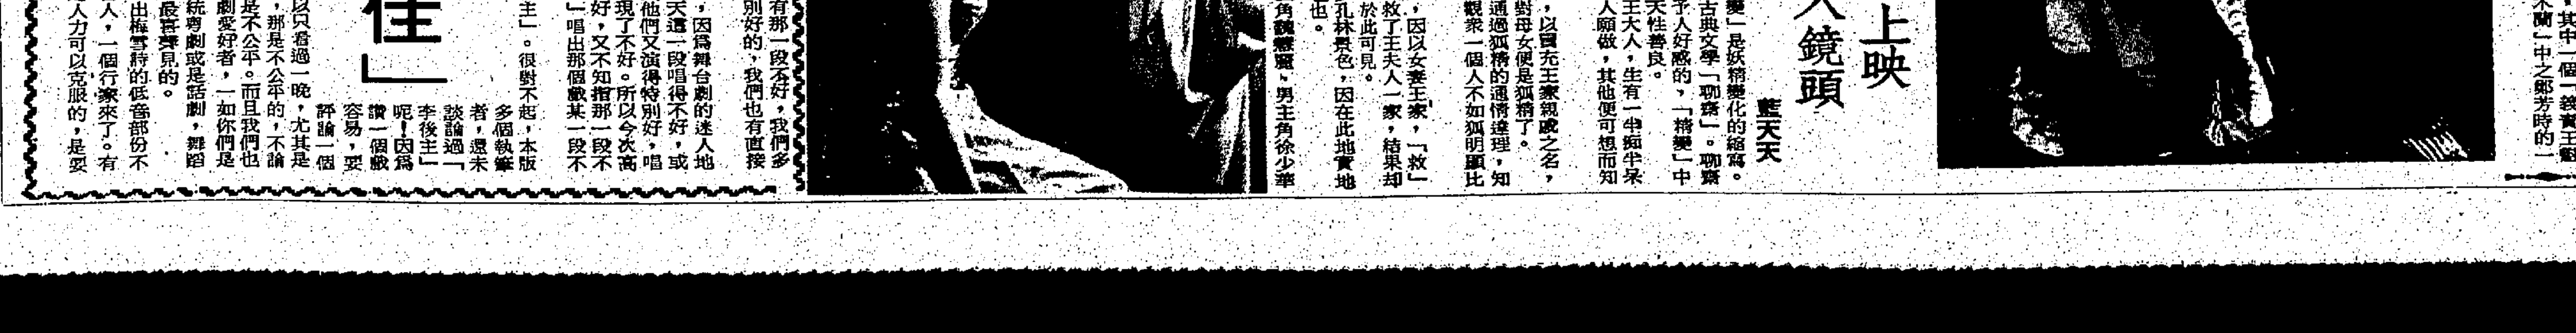 ，其中一個「義責王魁
木蘭」中之鄭芳時的一
上映
入鏡頭
藍天天
變」是妖精變化的縮寫。
古典文學「聊齋」。聊齋
予人好惑的，「精變」中
天性善良。
王大人，生有一半痴半呆
人願做，其他便可想而知
，以冒充王家親戚之名，
對母女便是狐精了。
通過狐精的通情達理，知
觀衆一個人不如狐明顯比
，因以女妻王家，「救」
救了王夫人一家，結果却
於此可見。
孔林景色，因在此地實地
也。
角魏慧麗，男主角徐少華
有那一段不好，我們多
別好的，我們也有直接
，因爲舞台劇的迷人地
天這一段唱得不好，或
他們又演得特別好，唱
現了不好。所以今次高
好，又不知指那一段不
」唱出那個戲某一段不
主」。很對不起，本版
多個執筆
者，還未
談論過「
李後主」
呢！因爲
讚一個戲
容易，要
評論一個
佳」
以只看過一晚，尤其是
，那是不公平的，不論
是不公平。而且我們也
劇愛好者，一如你們是
統粤劇或是話劇，舞蹈
最喜聲見的。
出梅雪詩的低音部份不
人，一個行家來了。有
人力可以克服的，是要